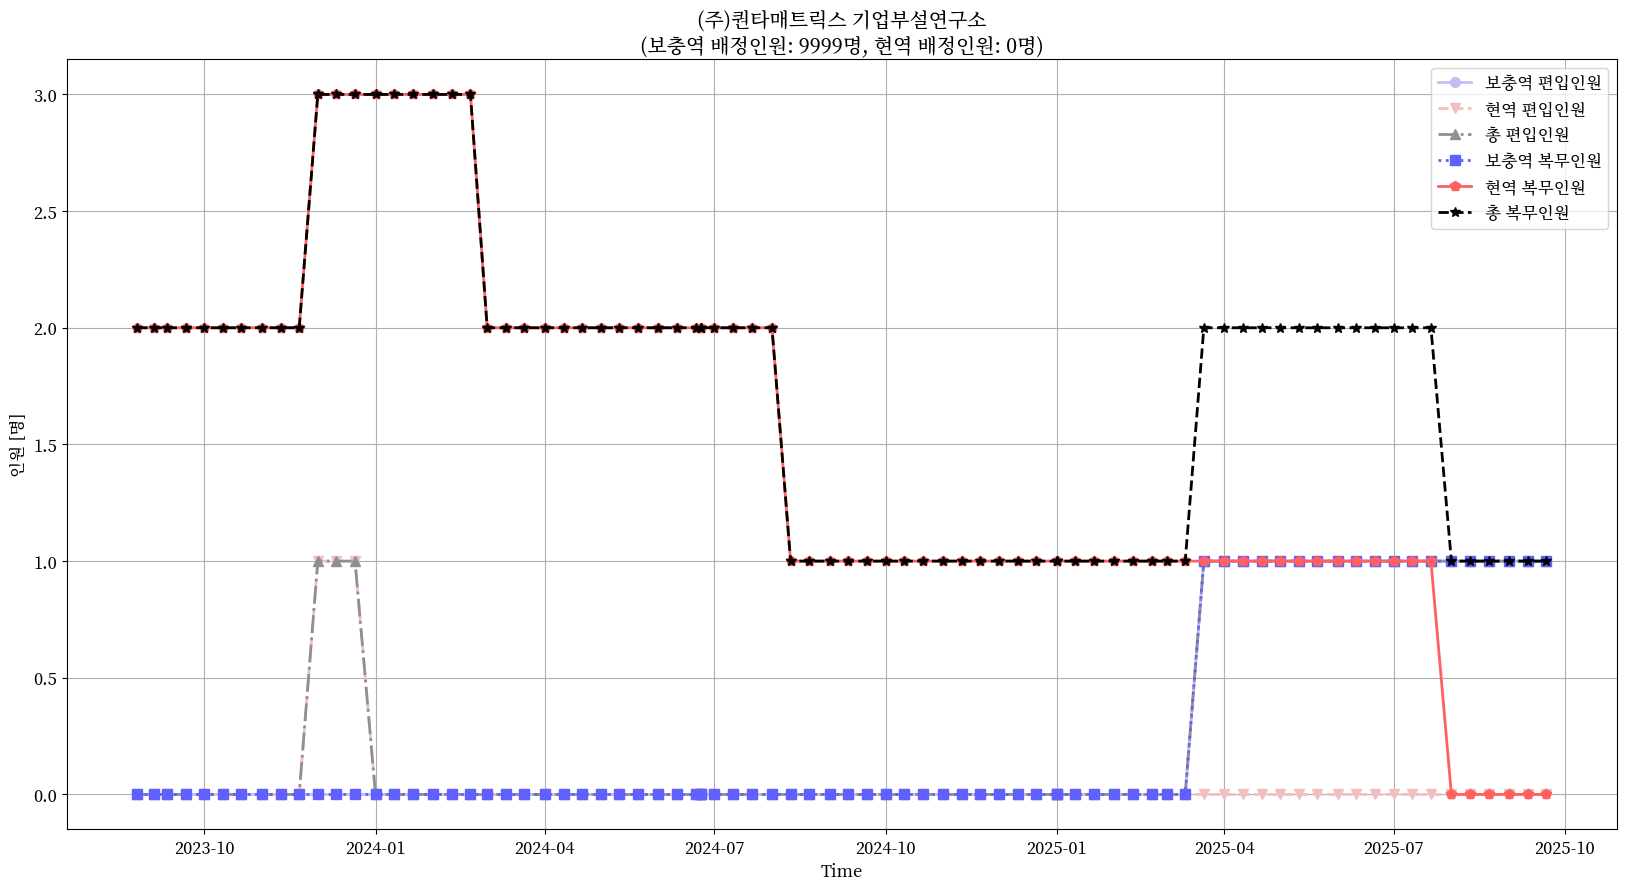 (주)퀀타매트릭스 기업부설연구소
(보충역 배정인원: 9999명, 현역 배정인원: 0명)
보충역 편입인원
현역 편입인원
총 편입인원
보충역 복무인원
현역 복무인원
총 복무인원
인원 [명]
3.0
2.5
2.0
1.5
1.0
0.5
0.0
2023-10
2024-01
2024-04
2024-07
2024-10
2025-01
2025-04
2025-07
2025-10
Time